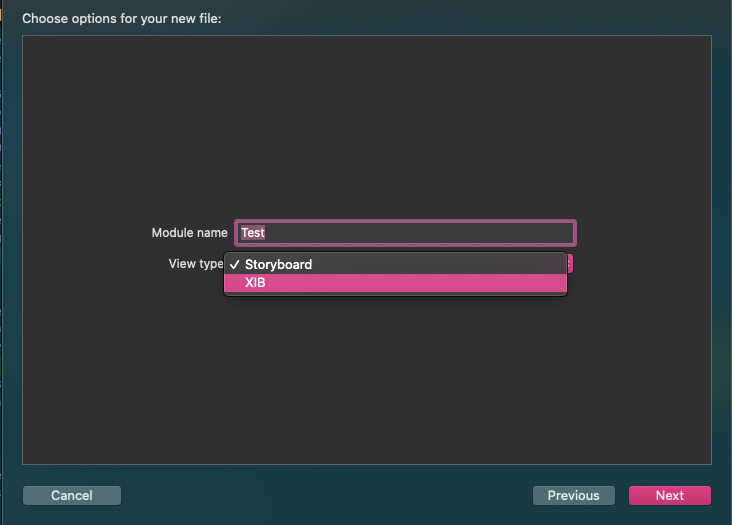 Choose options for your new file:
Module name Test
View type ✓ Storyboard
XIB
Cancel Previous Next